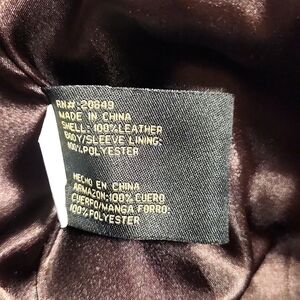 RN#:20849
MADE IN CHINA
SHELL:100%LEATHER
BODY/SLEEVE LINING:
100%POLYESTER
HECHO EN CHINA
ARMAZON:100%CUERO
CUERPO/MANGA FORRO:
100%POLYESTER